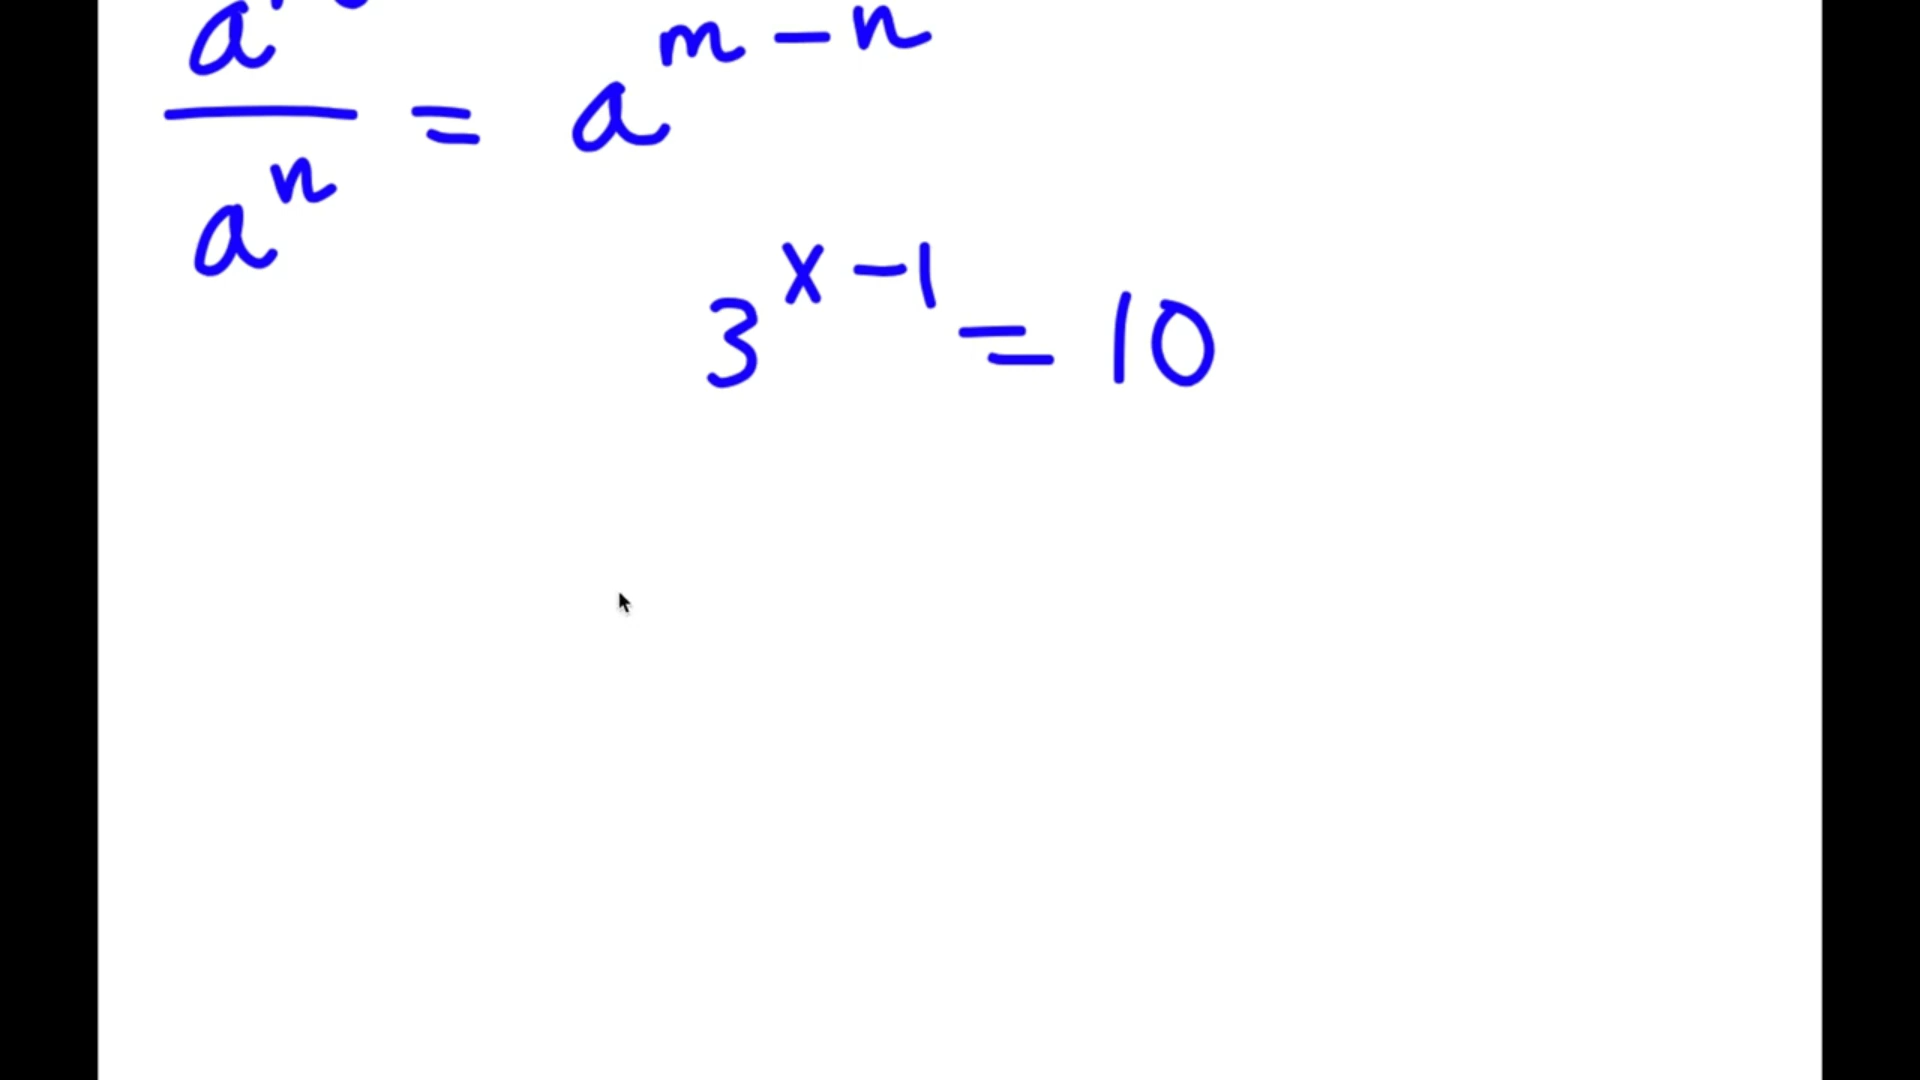 a
— = a^{m-n}
a^n
3^{x-1} = 10